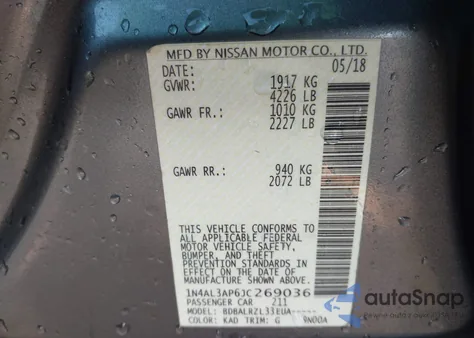 MFD BY NISSAN MOTOR CO., LTD.
DATE: 05/18
GVWR: 1917 KG
4226 LB
GAWR FR.: 1010 KG
2227 LB
GAWR RR.: 940 KG
2072 LB
THIS VEHICLE CONFORMS TO
ALL APPLICABLE FEDERAL
MOTOR VEHICLE SAFETY,
BUMPER, AND THEFT
PREVENTION STANDARDS IN
EFFECT ON THE DATE OF
MANUFACTURE SHOWN ABOVE.
1N4AL3AP6JC269036
PASSENGER CAR 211
MODEL: BDBALRZL33EUA-----
COLOR: KAD TRIM: G
autoSnap